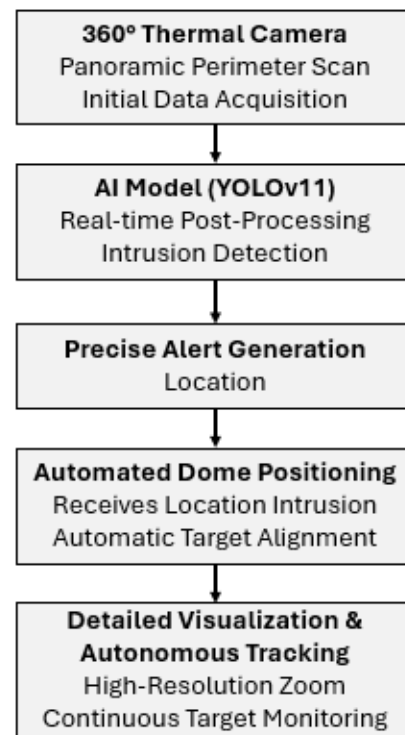 360° Thermal Camera
Panoramic Perimeter Scan
Initial Data Acquisition
AI Model (YOLOv11)
Real-time Post-Processing
Intrusion Detection
Precise Alert Generation
Location
Automated Dome Positioning
Receives Location Intrusion
Automatic Target Alignment
Detailed Visualization &
Autonomous Tracking
High-Resolution Zoom
Continuous Target Monitoring